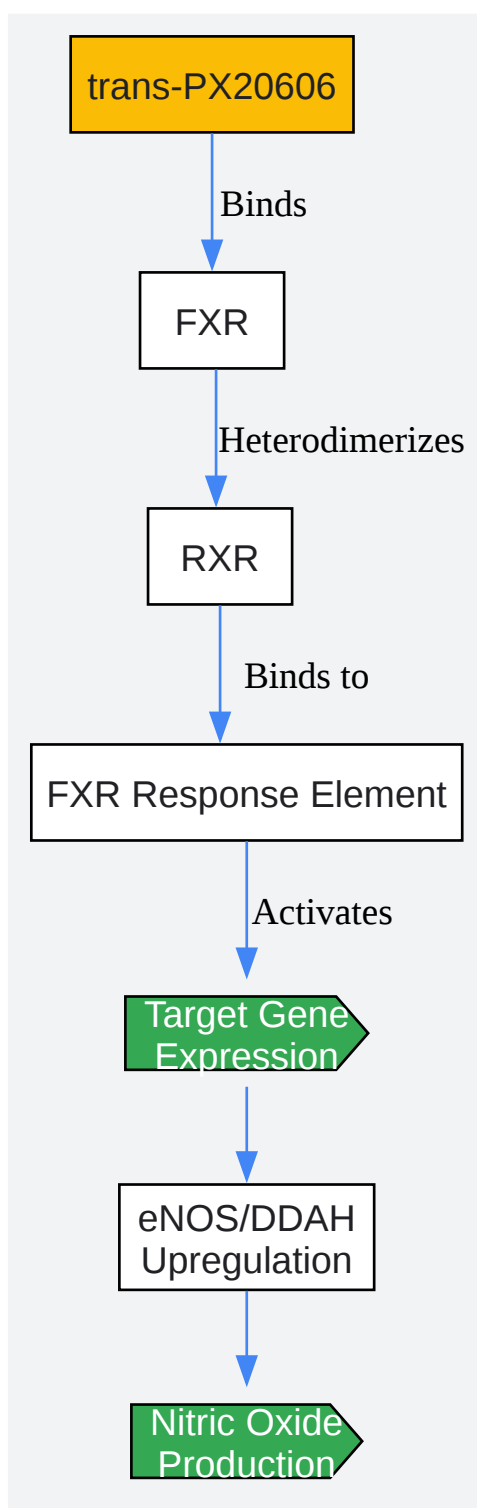 trans-PX20606
Binds
FXR
Heterodimerizes
RXR
Binds to
FXR Response Element
Activates
Target Gene
Expression
eNOS/DDAH
Upregulation
Nitric Oxide
Production